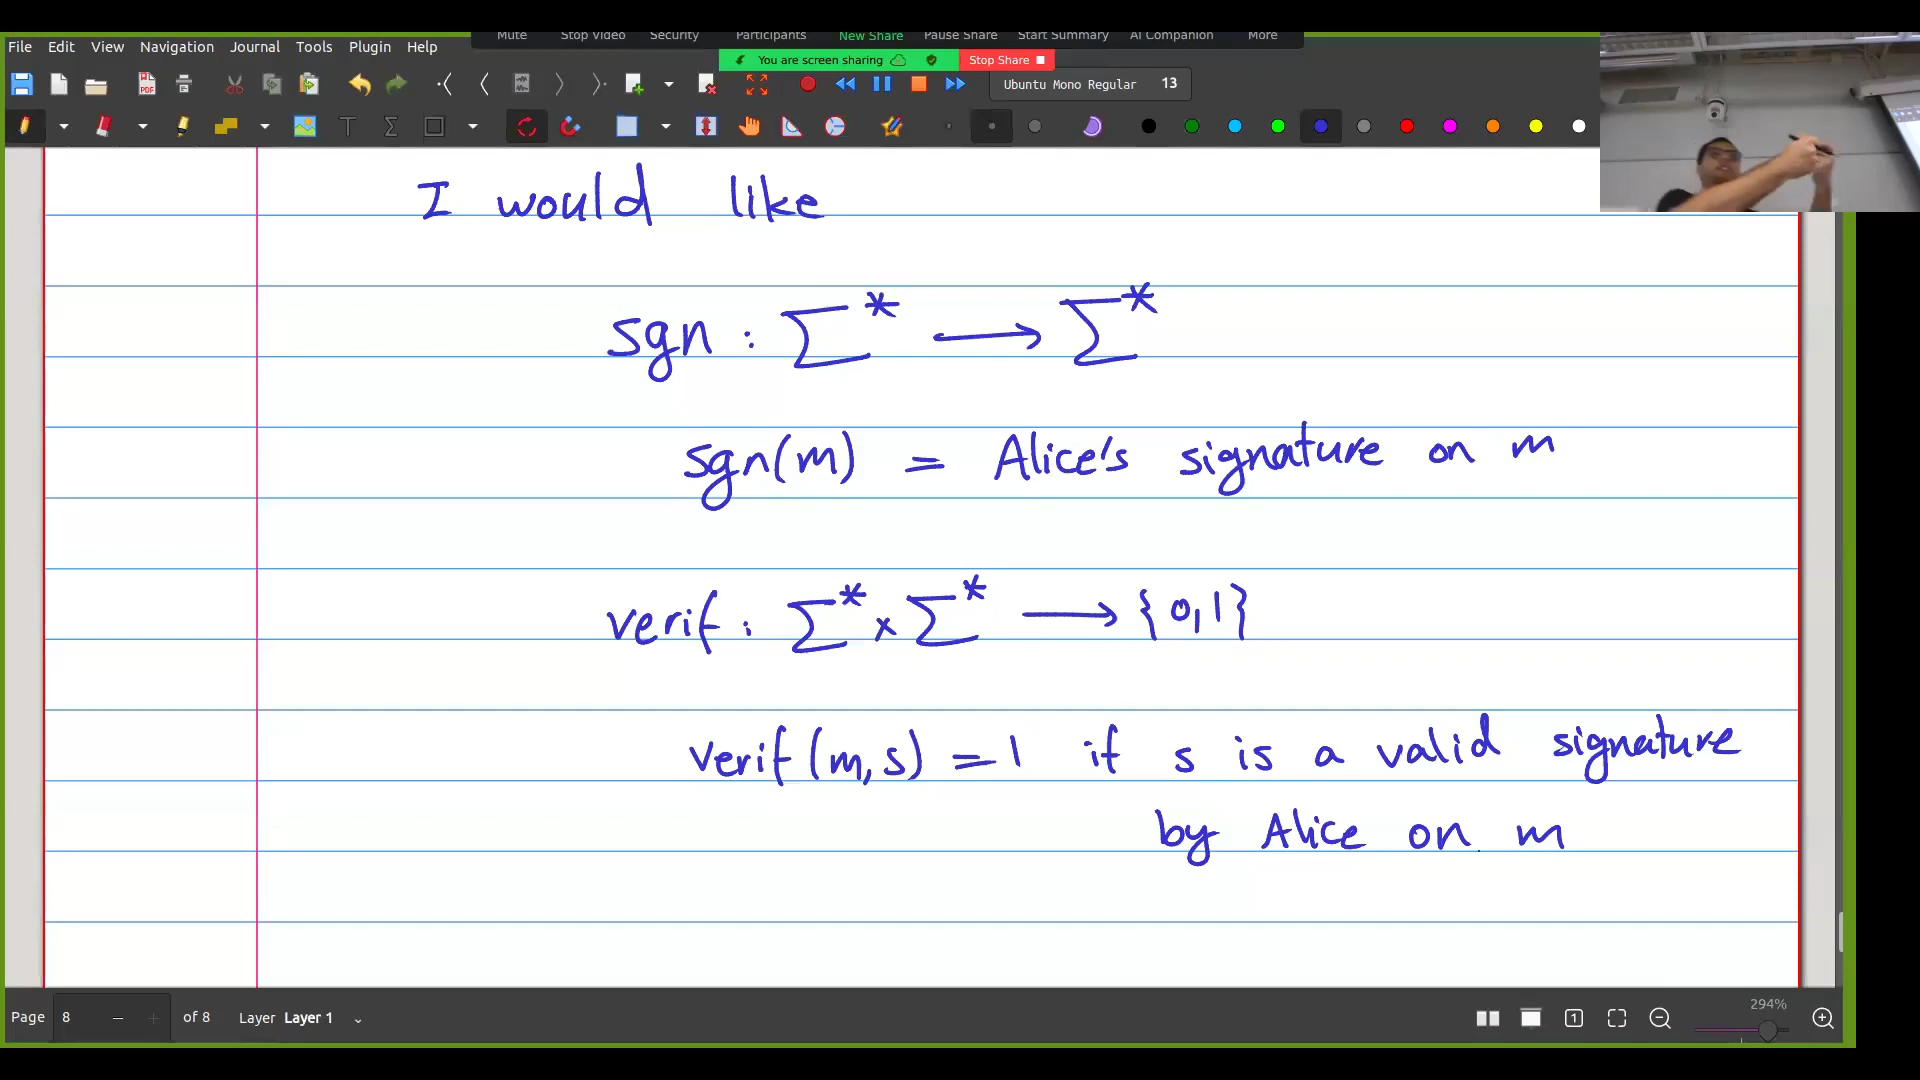 Mute Stop Video Security Participants New Share Pause Share Start Summary AI Companion More
File Edit View Navigation Journal Tools Plugin Help
You are screen sharing Stop Share
Ubuntu Mono Regular 13
I would like
sgn : Σ* ⟶ Σ*
sgn(m) = Alice's signature on m
verif : Σ* × Σ* ⟶ {0,1}
verif(m,s) = 1 if s is a valid signature
by Alice on m
294%
Page 8 of 8 Layer Layer 1